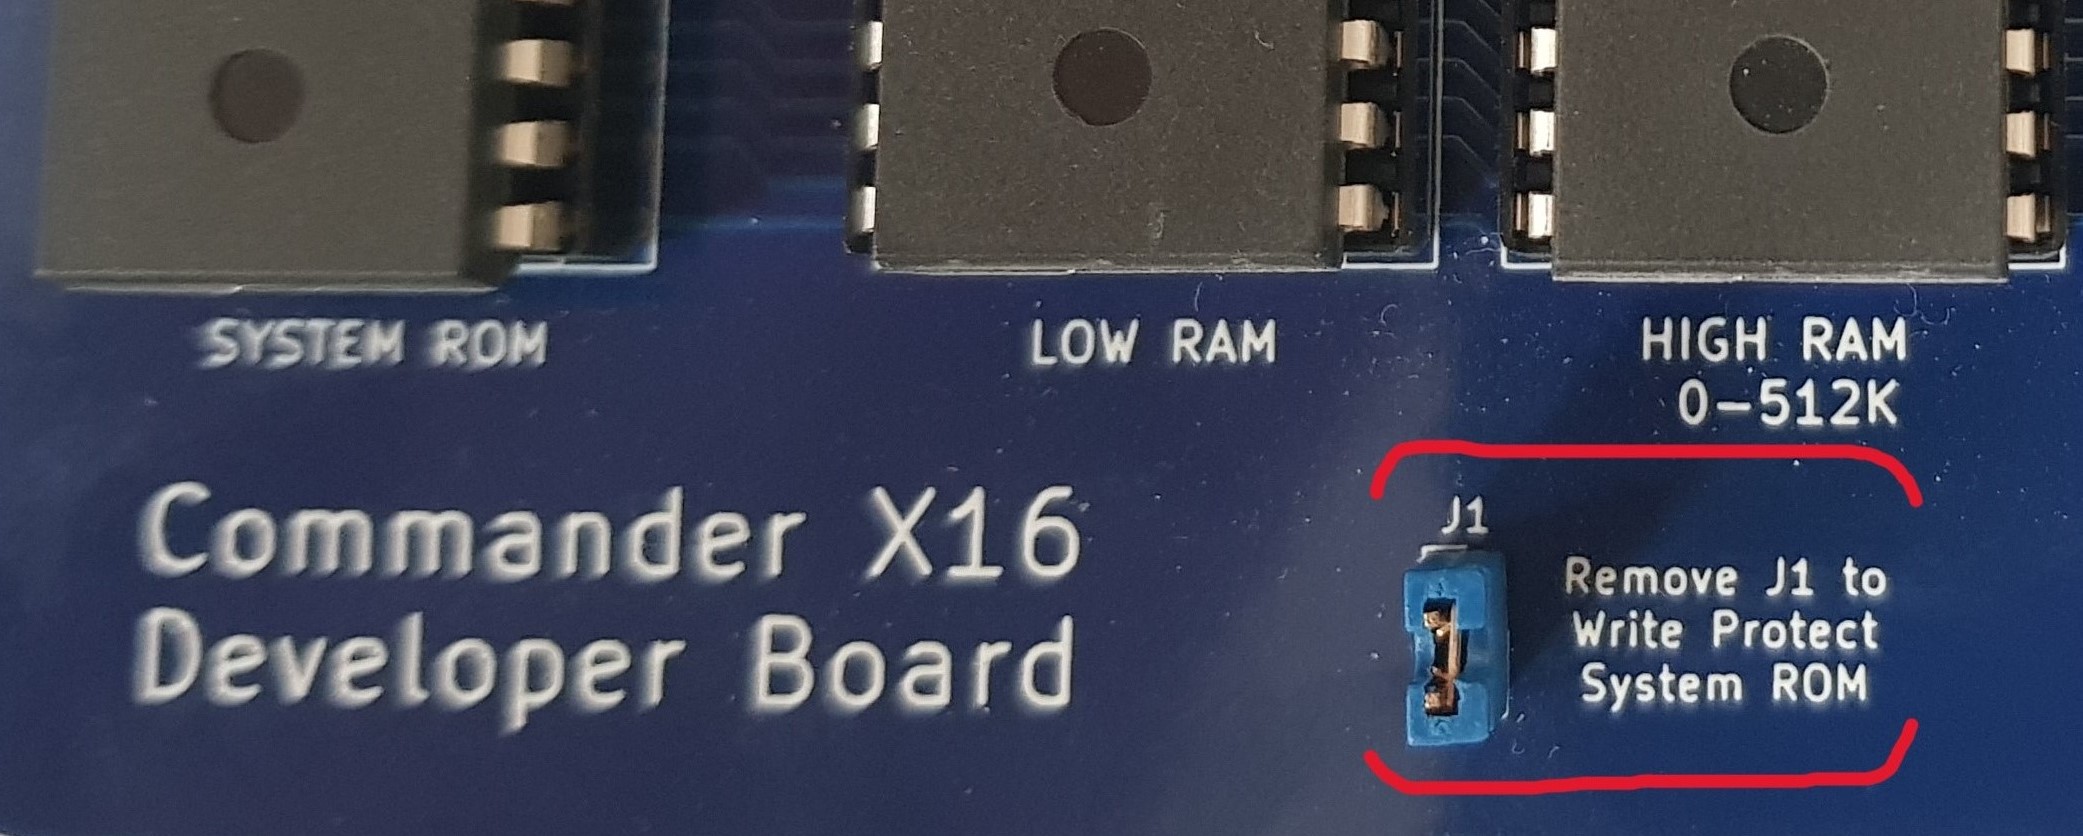 SYSTEM ROM
LOW RAM
HIGH RAM
0-512K
Commander X16
Developer Board
J1
Remove J1 to
Write Protect
System ROM